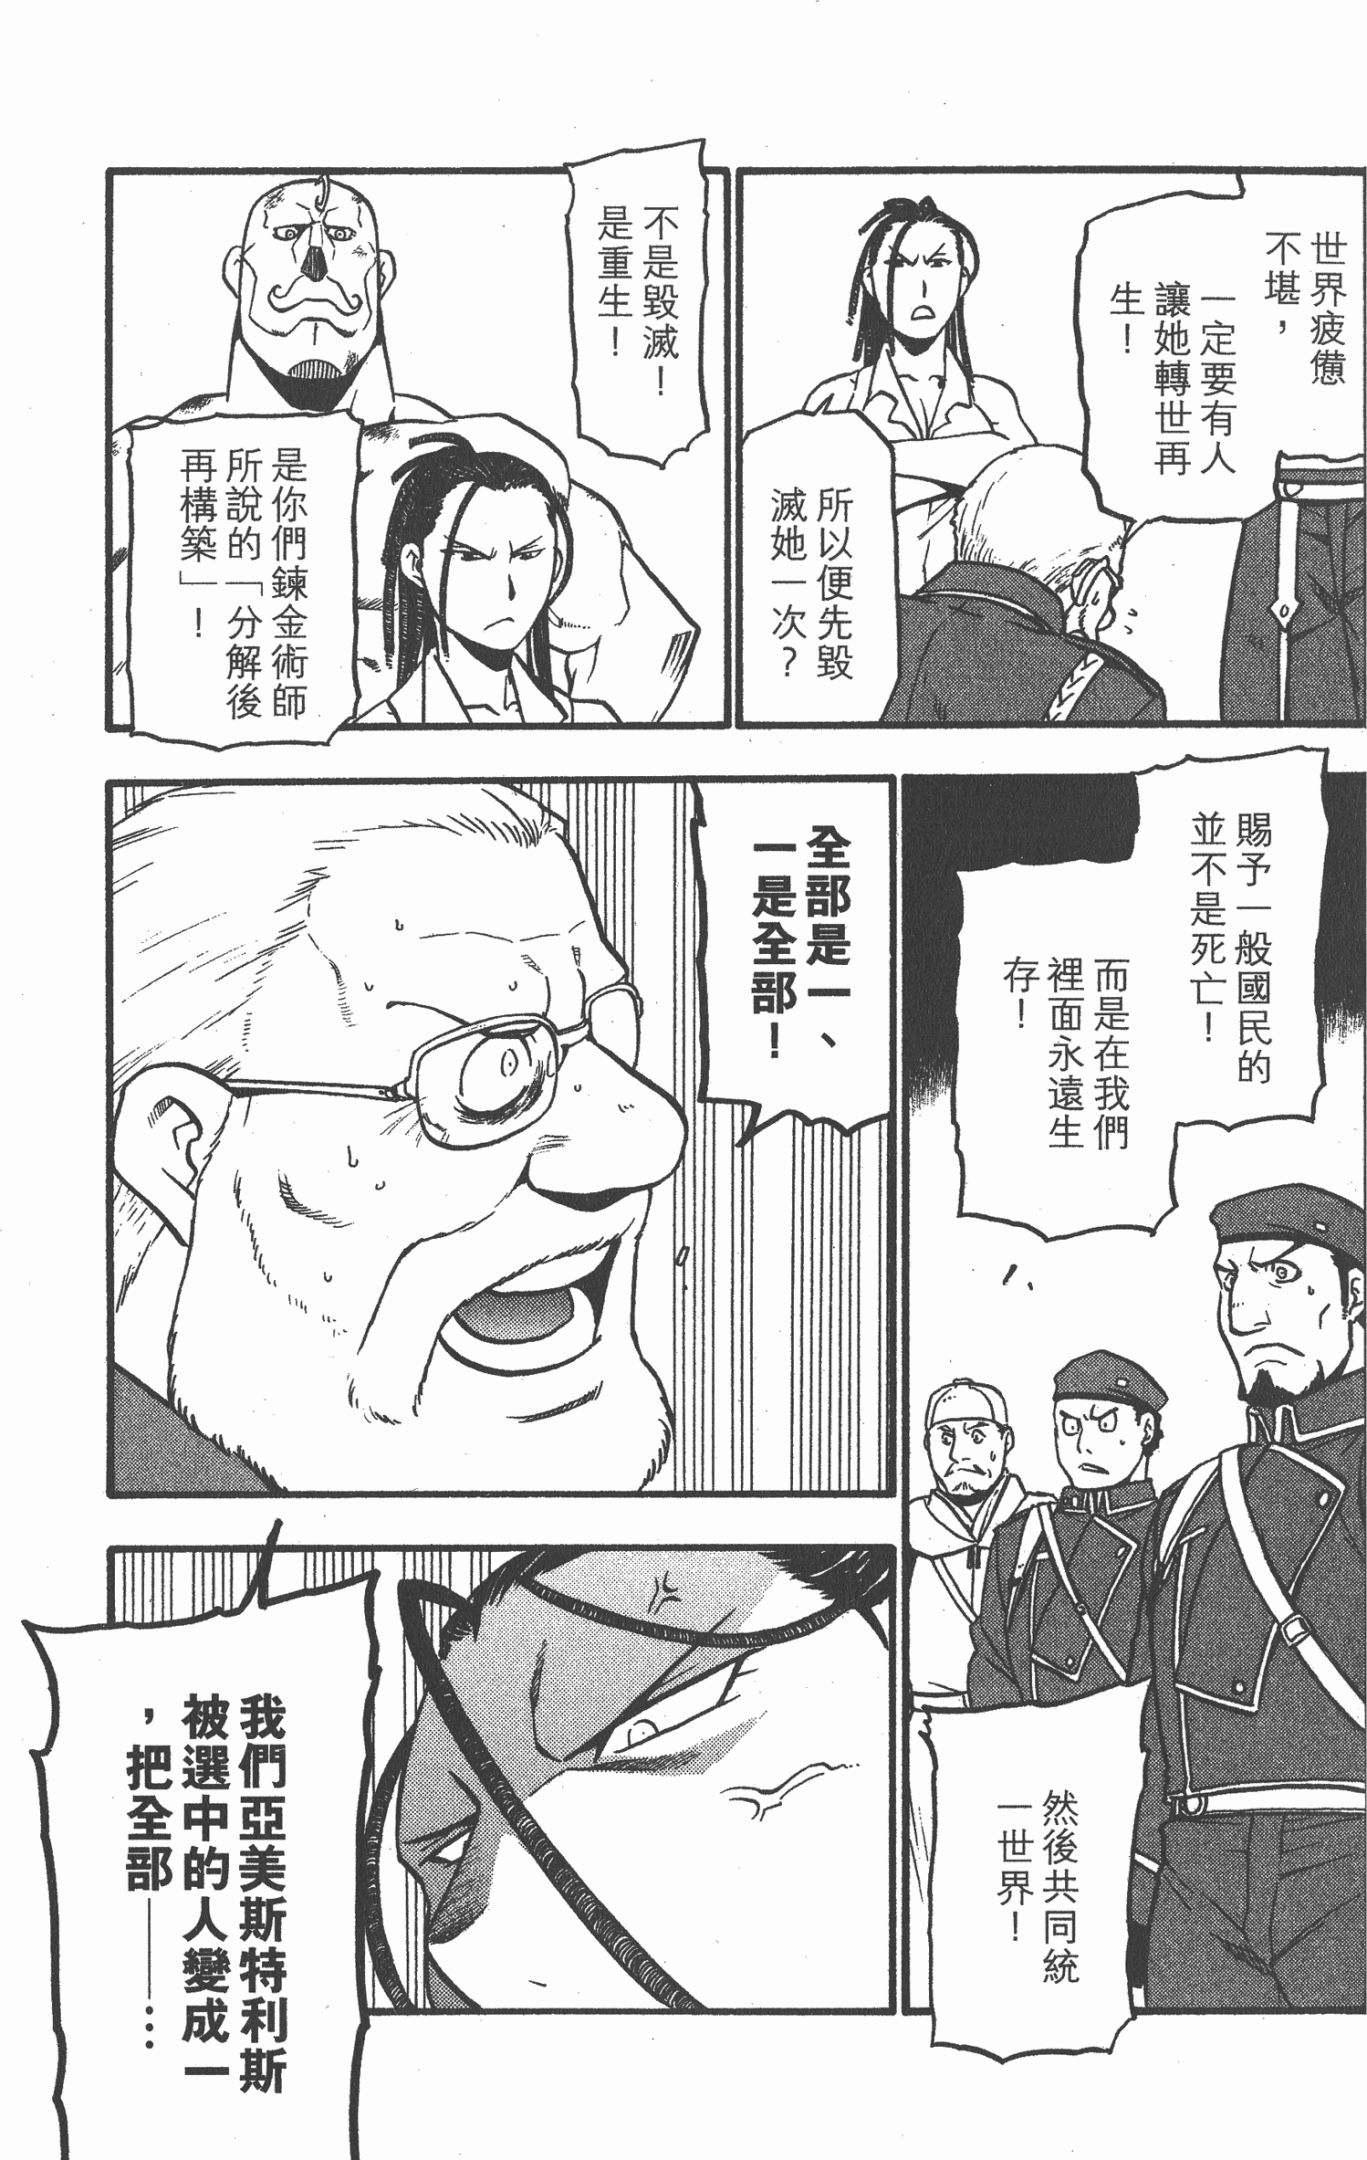 世界疲憊
不堪，
一定要有人
讓她轉世再
生！
所以便先毀
滅她一次？
不是毀滅！
是重生！
是你們鍊金術師
所說的「分解後
再構築」！
賜予一般國民的
並不是死亡！
而是在我們
裡面永遠生
存！
然後共同統
一世界！
全部是一、
一是全部！
我們亞美斯特利斯
被選中的人變成一
，把全部——…